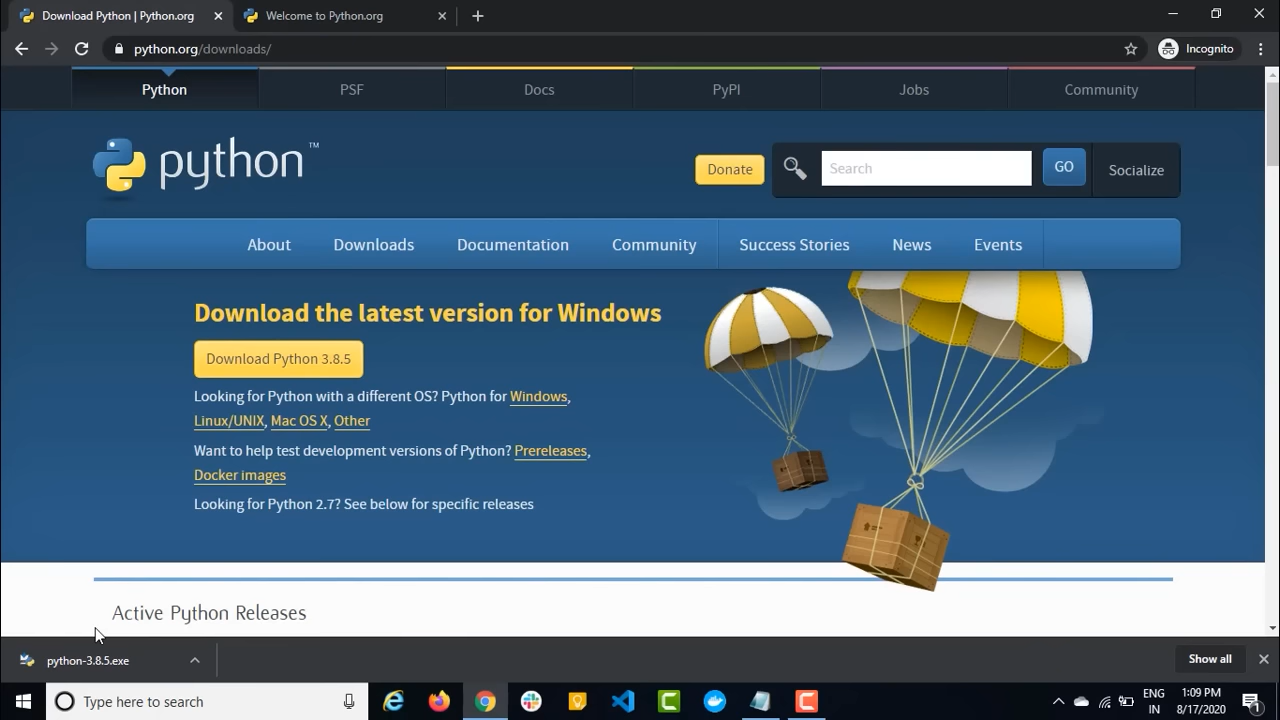 Download Python | Python.org
Welcome to Python.org
python.org/downloads/
Incognito
Python
PSF
Docs
PyPI
Jobs
Community
python™
Donate
Search
GO
Socialize
About
Downloads
Documentation
Community
Success Stories
News
Events
Download the latest version for Windows
Download Python 3.8.5
Looking for Python with a different OS? Python for Windows,
Linux/UNIX, Mac OS X, Other
Want to help test development versions of Python? Prereleases,
Docker images
Looking for Python 2.7? See below for specific releases
Active Python Releases
python-3.8.5.exe
Show all
Type here to search
ENG
IN
1:09 PM
8/17/2020
1